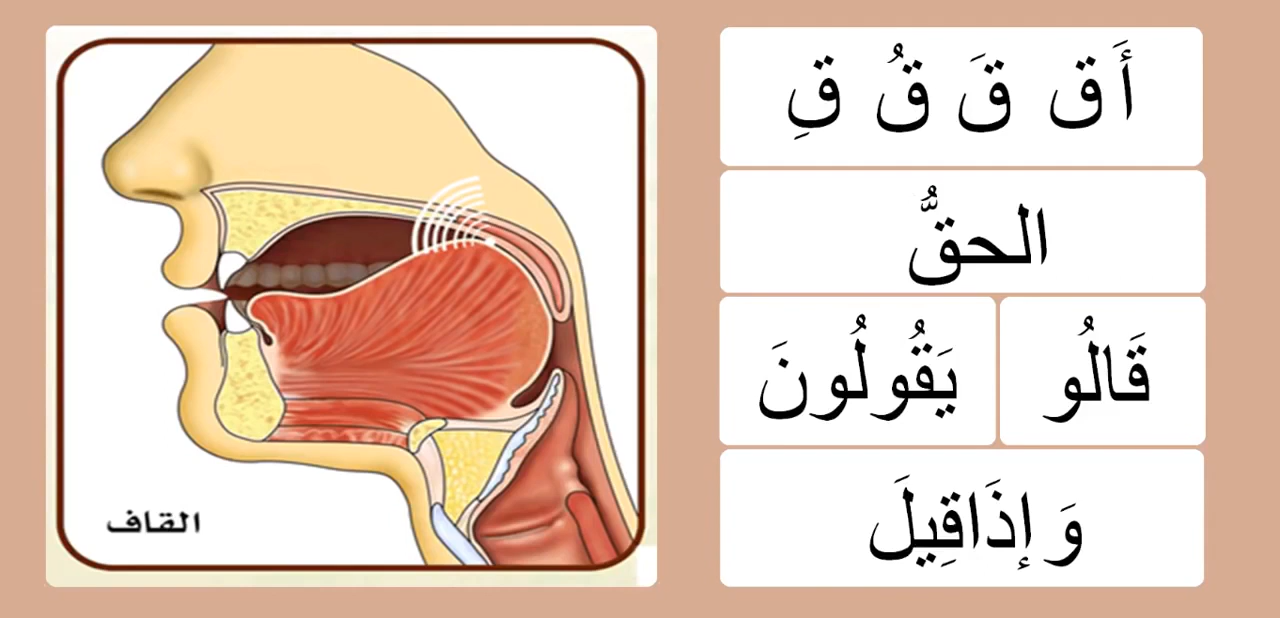 القاف
أَق قَ قُ قِ
الحقُّ
قَالُو
يَقُولُونَ
وَ إِذَاقِيلَ